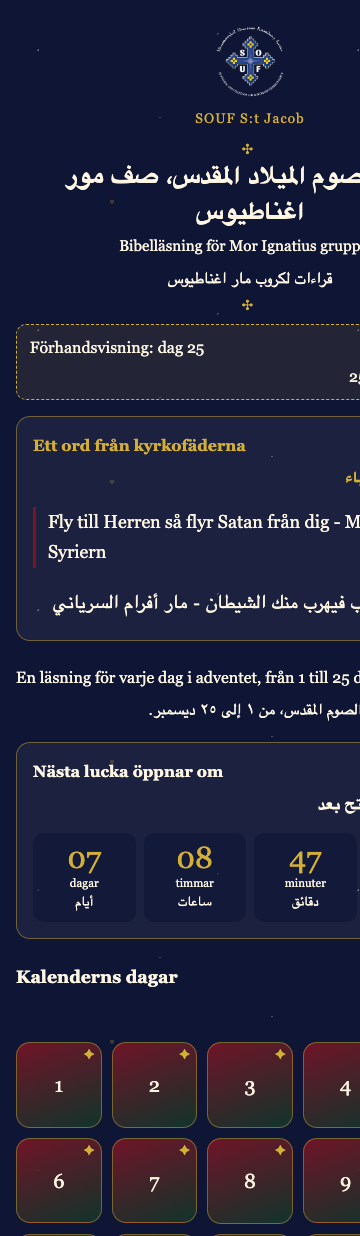 S O
U F
SOUF S:t Jacob
صوم الميلاد المقدس، صف مور
اغناطيوس
Bibelläsning för Mor Ignatius grupp
قراءات لكروب مار اغناطيوس
Förhandsvisning: dag 25
Ett ord från kyrkofäderna
Fly till Herren så flyr Satan från dig - M
Syriern
فيهرب منك الشيطان - مار أفرام السرياني
En läsning för varje dag i adventet, från 1 till 25 d
الصوم المقدس، من ١ إلى ٢٥ ديسمبر.
Nästa lucka öppnar om
تح بعد
07 08 47
dagar timmar minuter
أيام ساعات دقائق
Kalenderns dagar
1 2 3 4
6 7 8 9